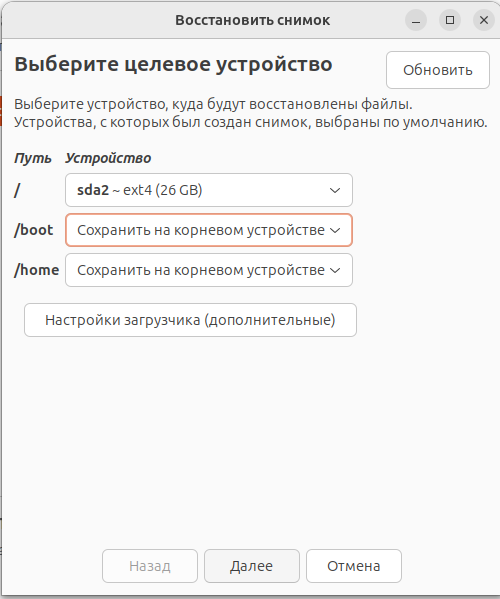 Восстановить снимок
Выберите целевое устройство
Обновить
Выберите устройство, куда будут восстановлены файлы.
Устройства, с которых был создан снимок, выбраны по умолчанию.
Путь Устройство
/ sda2 ~ ext4 (26 GB)
/boot Сохранить на корневом устройстве
/home Сохранить на корневом устройстве
Настройки загрузчика (дополнительные)
Назад Далее Отмена